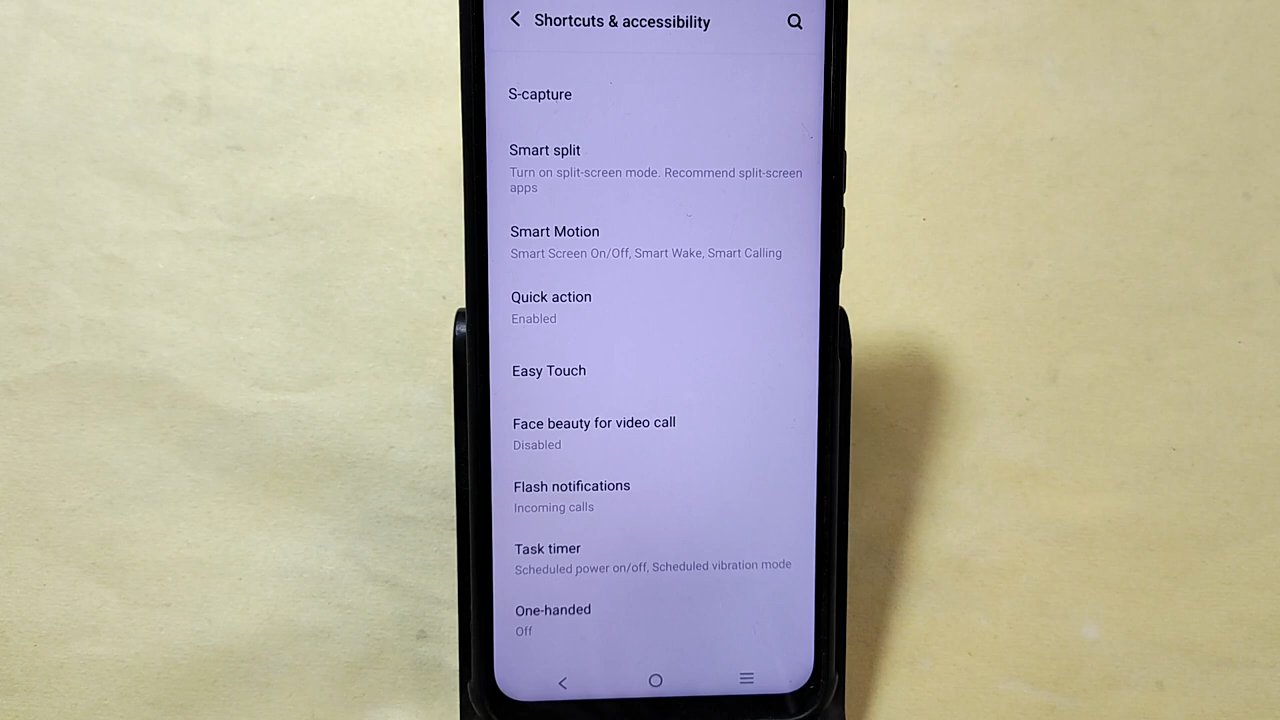 Shortcuts & accessibility
S-capture
Smart split
Turn on split-screen mode. Recommend split-screen
apps
Smart Motion
Smart Screen On/Off, Smart Wake, Smart Calling
Quick action
Enabled
Easy Touch
Face beauty for video call
Disabled
Flash notifications
Incoming calls
Task timer
Scheduled power on/off, Scheduled vibration mode
One-handed
Off